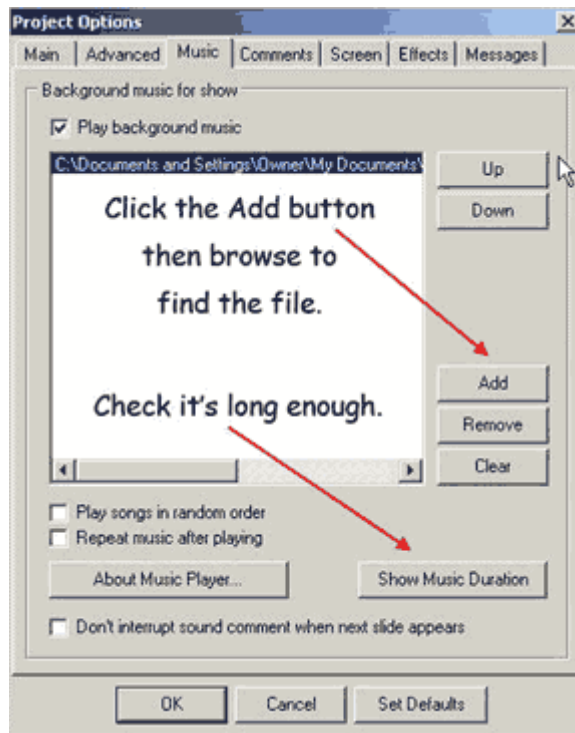 Project Options
Main Advanced Music Comments Screen Effects Messages
Background music for show
Play background music
C:\Documents and Settings\Owner\My Documents\
Up
Click the Add button
Down
then browse to
find the file.
Add
Check it's long enough.
Remove
Clear
Play songs in random order
Repeat music after playing
About Music Player... Show Music Duration
Don't interrupt sound comment when next slide appears
OK Cancel Set Defaults